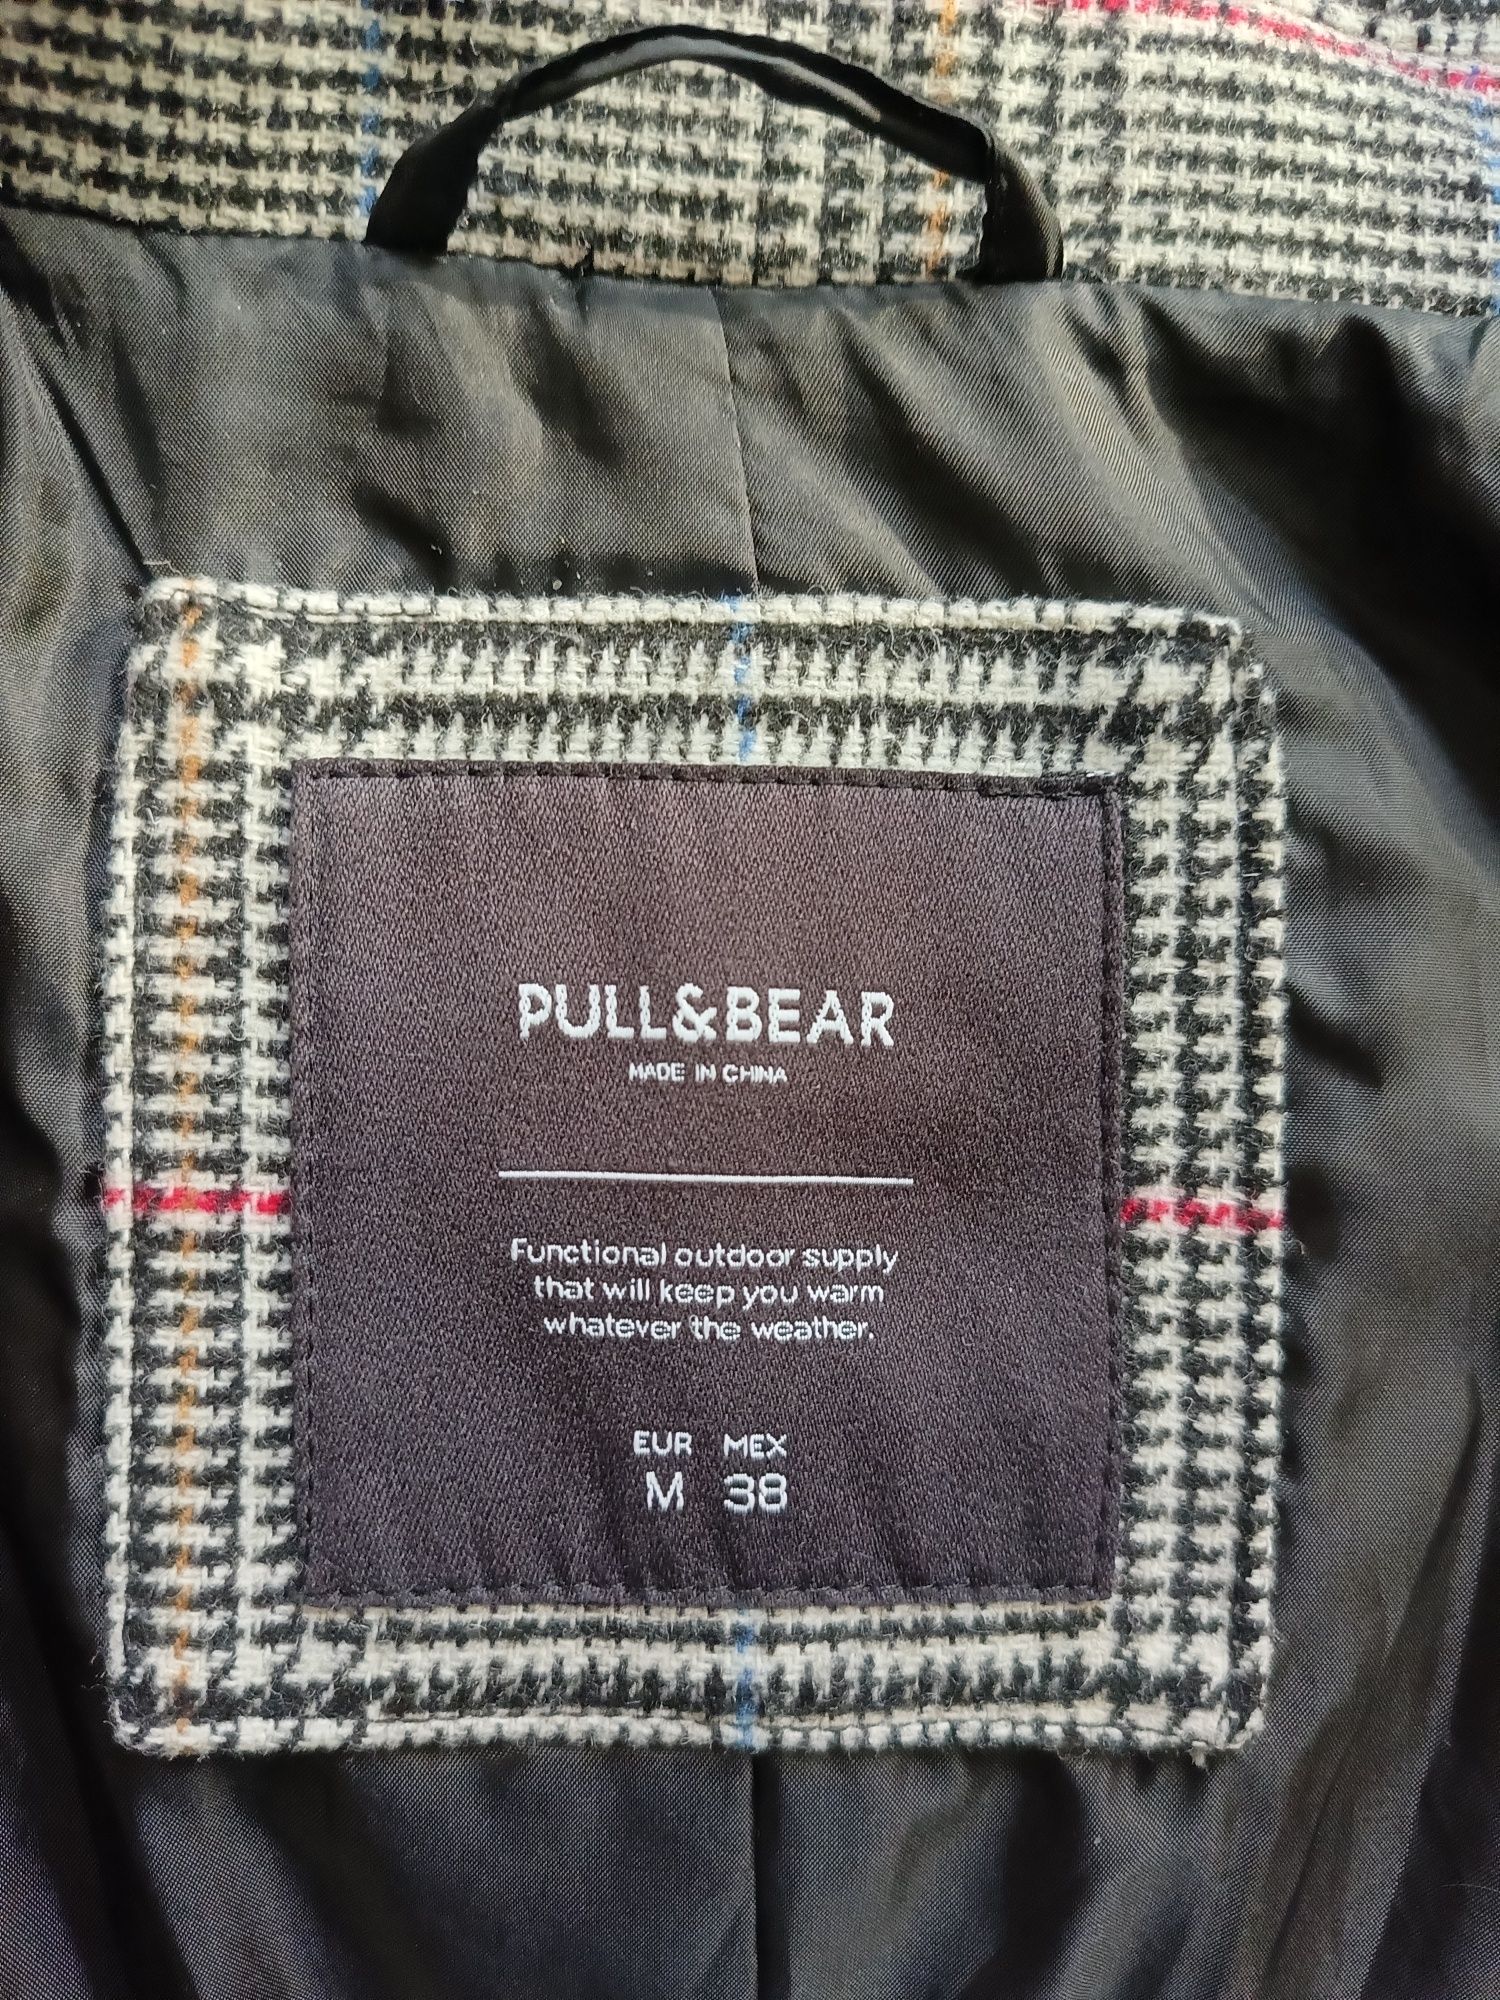 PULL&BEAR
MADE IN CHINA
Functional outdoor supply
that will keep you warm
whatever the weather.
EUR MEX
M 38